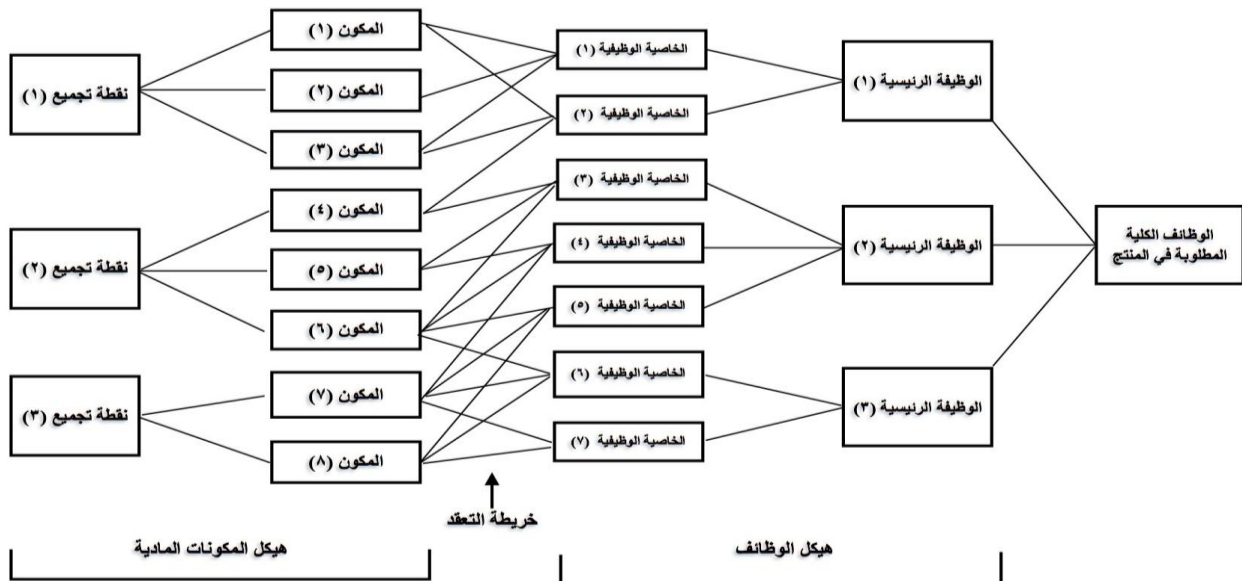 الوظائف الكلية
المطلوبة في المنتج
الوظيفة الرئيسية (١)
الوظيفة الرئيسية (٢)
الوظيفة الرئيسية (٣)
الخاصية الوظيفية (١)
الخاصية الوظيفية (٢)
الخاصية الوظيفية (٣)
الخاصية الوظيفية (٤)
الخاصية الوظيفية (٥)
الخاصية الوظيفية (٦)
الخاصية الوظيفية (٧)
المكون (١)
المكون (٢)
المكون (٣)
المكون (٤)
المكون (٥)
المكون (٦)
المكون (٧)
المكون (٨)
نقطة تجميع (١)
نقطة تجميع (٢)
نقطة تجميع (٣)
خريطة التعقد
هيكل الوظائف
هيكل المكونات المادية